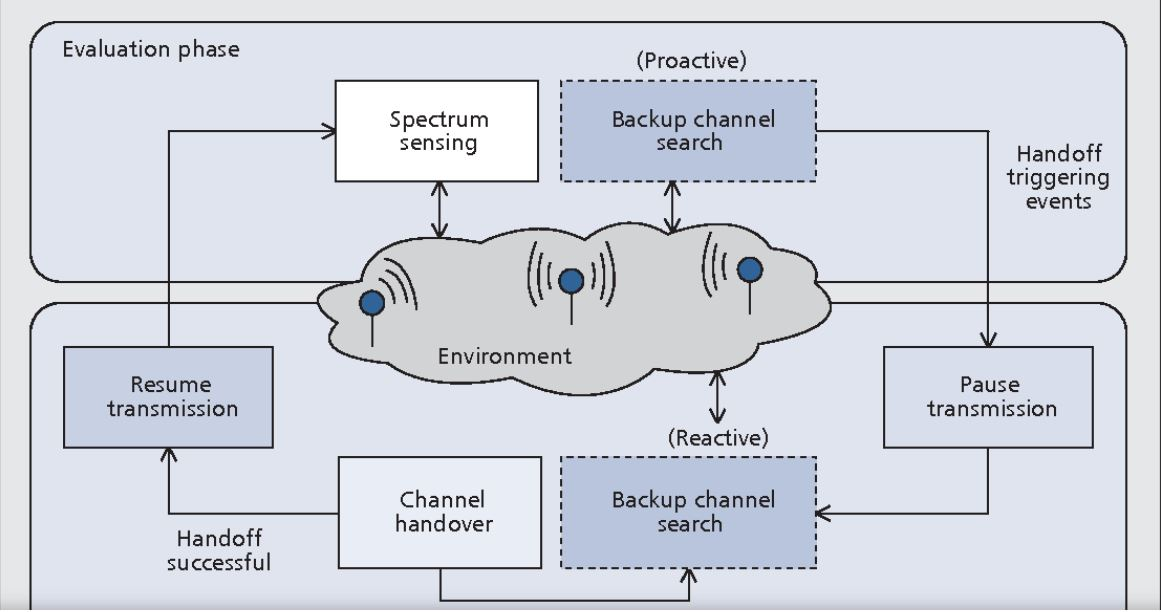 Evaluation phase
(Proactive)
Spectrum
sensing
Backup channel
search
Handoff
triggering
events
Environment
Resume
transmission
Pause
transmission
(Reactive)
Channel
handover
Backup channel
search
Handoff
successful